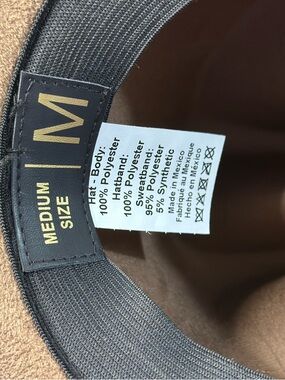 MEDIUM
SIZE
M
Hat - Body:
100% Polyester
Hatband:
100% Polyester
Sweatband:
95% Polyester
5% Synthetic
Made in Mexico
Fabriqué au Mexique
Hecho en México